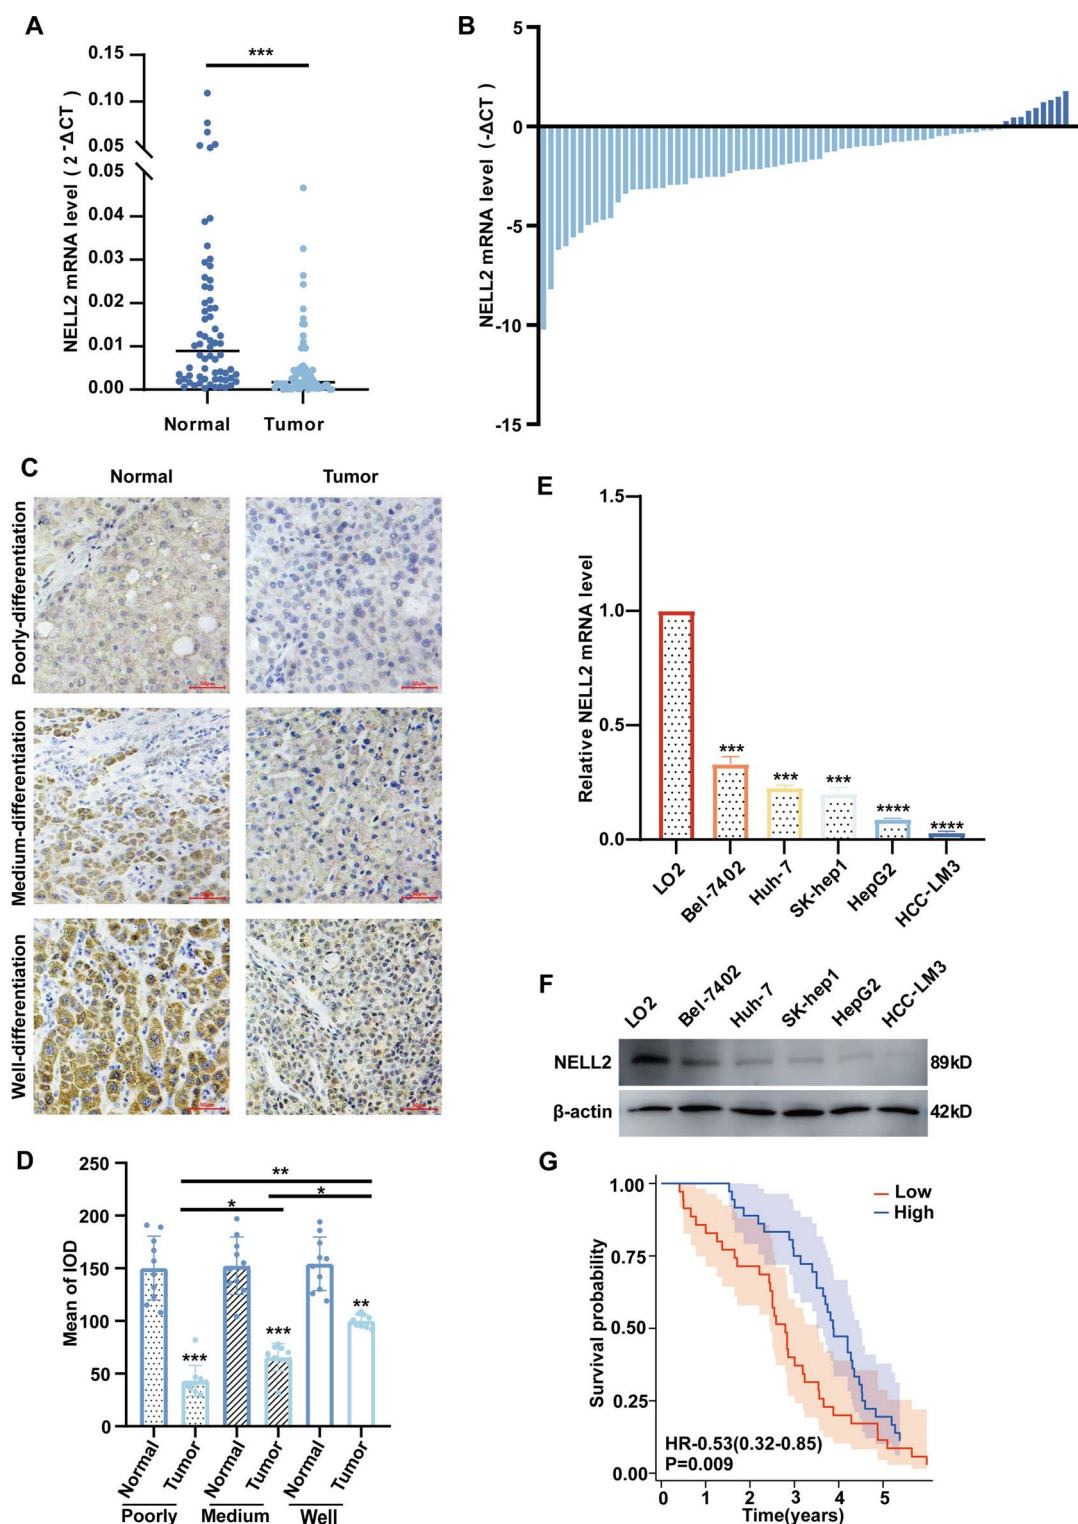 A
NELL2 mRNA level (2⁻ΔCT)
0.15
0.10
0.05
0.05
0.04
0.03
0.02
0.01
0.00
***
Normal
Tumor
B
NELL2 mRNA level (-ΔCT)
5
0
-5
-10
-15
C
Normal
Tumor
Poorly-differentiation
50μm
50μm
Medium-differentiation
50μm
50μm
Well-differentiation
50μm
50μm
D
Mean of IOD
250
200
150
100
50
0
**
*
*
***
***
**
Normal
Tumor
Normal
Tumor
Normal
Tumor
Poorly
Medium
Well
E
Relative NELL2 mRNA level
1.5
1.0
0.5
0.0
***
***
***
****
****
LO2
Bel-7402
Huh-7
SK-hep1
HepG2
HCC-LM3
F
LO2
Bel-7402
Huh-7
SK-hep1
HepG2
HCC-LM3
NELL2
89kD
β-actin
42kD
G
Survival probability
1.00
0.75
0.50
0.25
0.00
Low
High
HR-0.53(0.32-0.85)
P=0.009
0 1 2 3 4 5
Time(years)